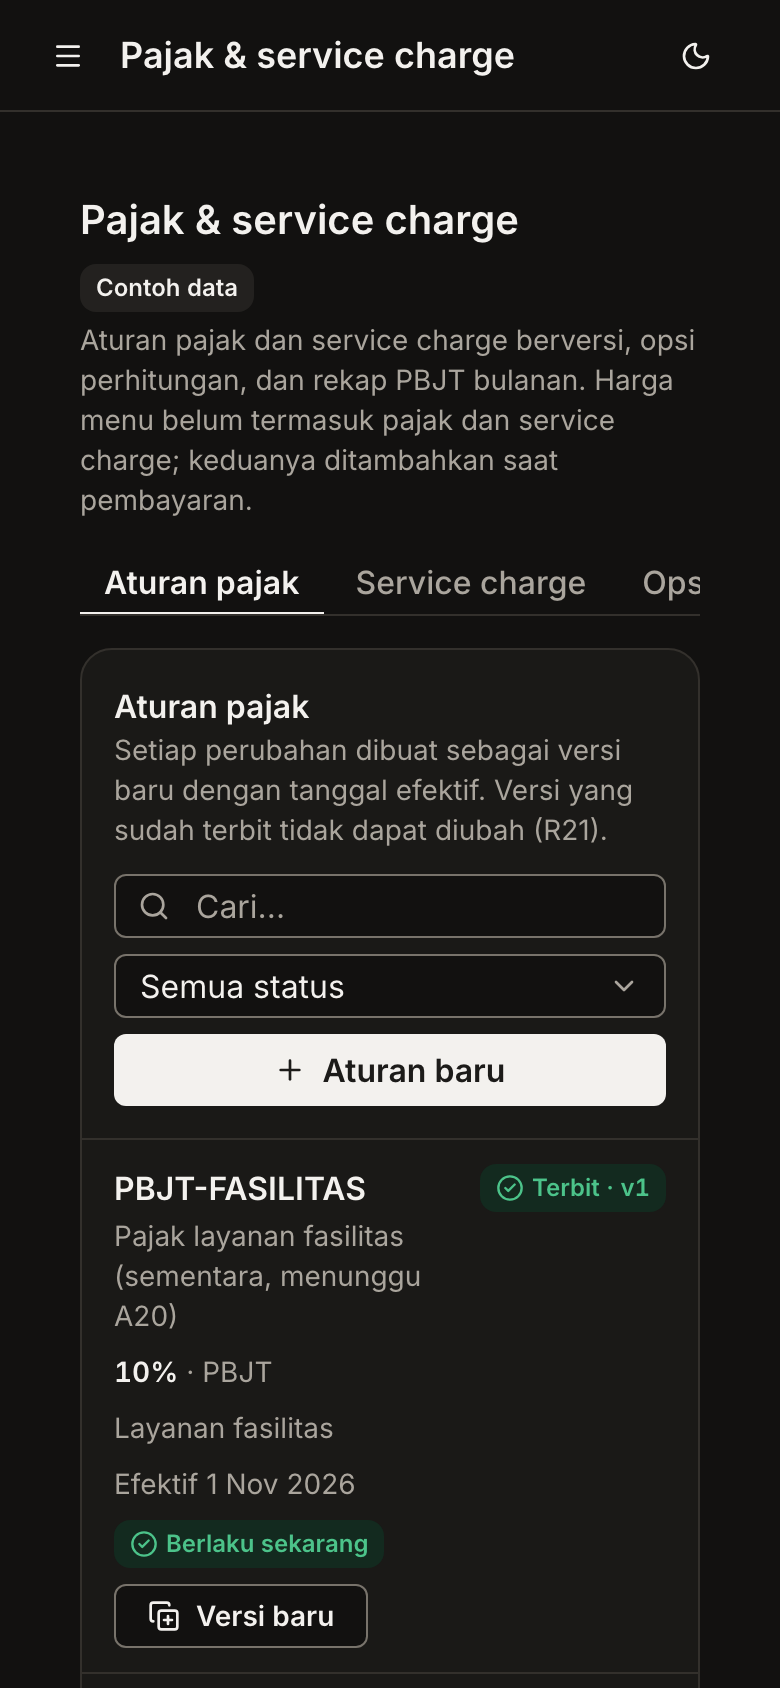 Pajak & service charge
Pajak & service charge
Contoh data
Aturan pajak dan service charge berversi, opsi
perhitungan, dan rekap PBJT bulanan. Harga
menu belum termasuk pajak dan service
charge; keduanya ditambahkan saat
pembayaran.
Aturan pajak
Service charge
Ops
Aturan pajak
Setiap perubahan dibuat sebagai versi
baru dengan tanggal efektif. Versi yang
sudah terbit tidak dapat diubah (R21).
Cari...
Semua status
Aturan baru
PBJT-FASILITAS
Terbit · v1
Pajak layanan fasilitas
(sementara, menunggu
A20)
10% · PBJT
Layanan fasilitas
Efektif 1 Nov 2026
Berlaku sekarang
Versi baru